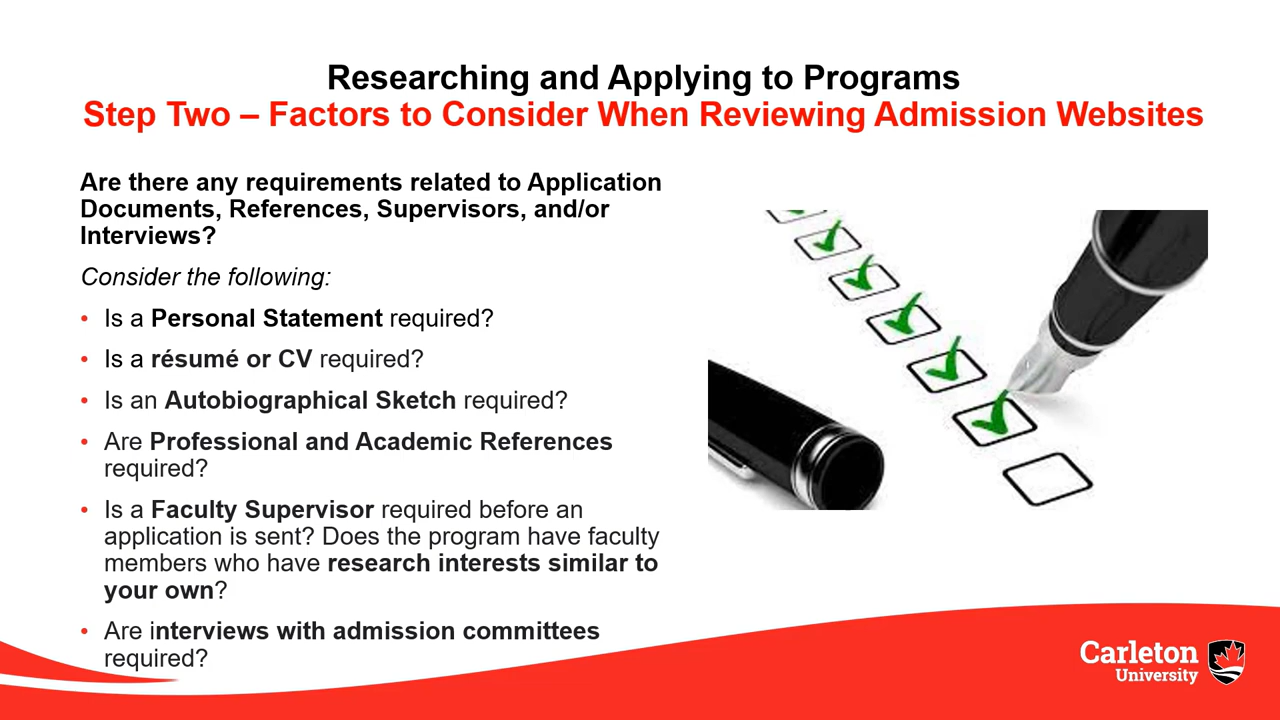 Researching and Applying to Programs
Step Two – Factors to Consider When Reviewing Admission Websites
Are there any requirements related to Application
Documents, References, Supervisors, and/or
Interviews?
Consider the following:
• Is a Personal Statement required?
• Is a résumé or CV required?
• Is an Autobiographical Sketch required?
• Are Professional and Academic References
required?
• Is a Faculty Supervisor required before an
application is sent? Does the program have faculty
members who have research interests similar to
your own?
• Are interviews with admission committees
required?
Carleton
University